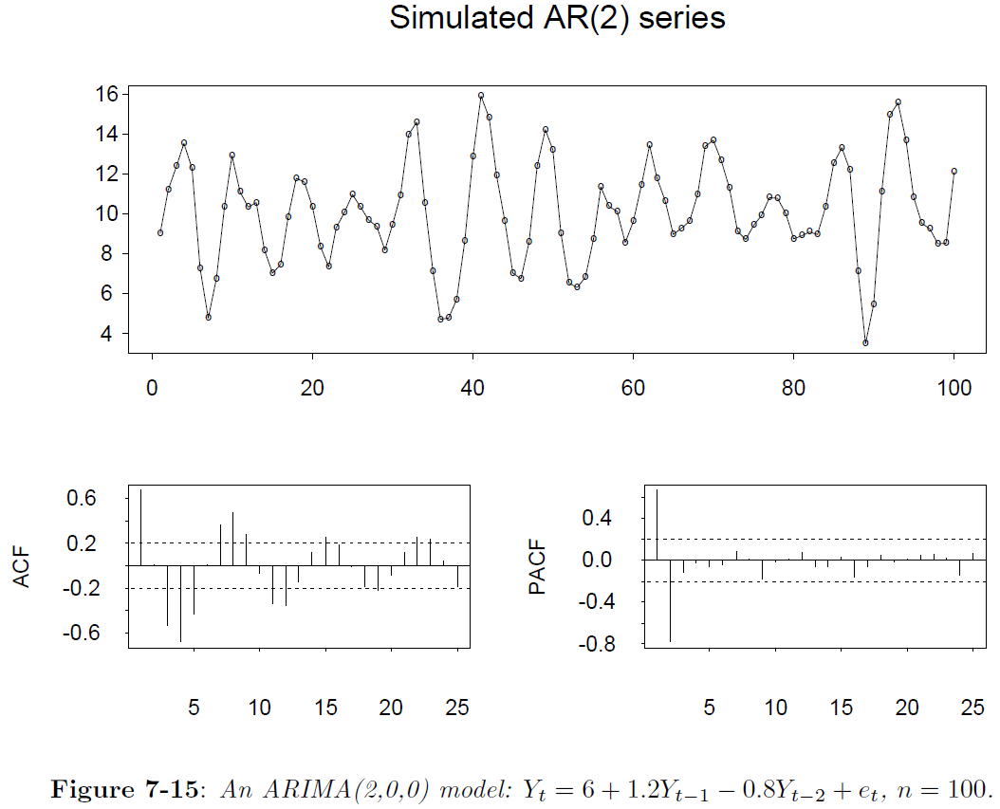 Simulated AR(2) series
16
14
12
10
8
6
4
0 20 40 60 80 100
ACF
0.6
0.2
-0.2
-0.6
5 10 15 20 25
PACF
0.4
0.0
-0.4
-0.8
5 10 15 20 25
Figure 7-15: An ARIMA(2,0,0) model: Yₜ = 6 + 1.2Yₜ₋₁ − 0.8Yₜ₋₂ + eₜ, n = 100.